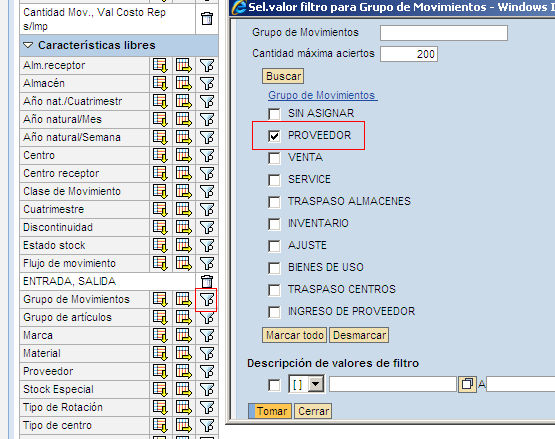 Cantidad Mov., Val Costo Rep
s/Imp
Características libres
Alm.receptor
Almacén
Año nat./Cuatrimestr
Año natural/Mes
Año natural/Semana
Centro
Centro receptor
Clase de Movimiento
Cuatrimestre
Discontinuidad
Estado stock
Flujo de movimiento
ENTRADA, SALIDA
Grupo de Movimientos
Grupo de artículos
Marca
Material
Proveedor
Stock Especial
Tipo de Rotación
Tipo de centro
Sel.valor filtro para Grupo de Movimientos - Windows I
Grupo de Movimientos
Cantidad máxima aciertos 200
Buscar
Grupo de Movimientos
SIN ASIGNAR
PROVEEDOR
VENTA
SERVICE
TRASPASO ALMACENES
INVENTARIO
AJUSTE
BIENES DE USO
TRASPASO CENTROS
INGRESO DE PROVEEDOR
Marcar todo Desmarcar
Descripción de valores de filtro
[ ] A
Tomar Cerrar